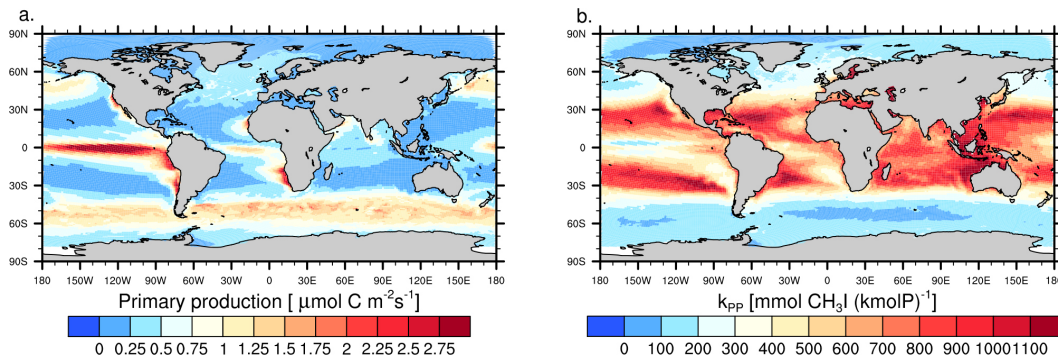 a.
90N
60N
30N
0
30S
60S
90S
180 150W 120W 90W 60W 30W 0 30E 60E 90E 120E 150E 180
Primary production [ μmol C m⁻²s⁻¹]
0 0.25 0.5 0.75 1 1.25 1.5 1.75 2 2.25 2.5 2.75
b.
90N
60N
30N
0
30S
60S
90S
180 150W 120W 90W 60W 30W 0 30E 60E 90E 120E 150E 180
kPP [mmol CH₃I (kmolP)⁻¹]
0 100 200 300 400 500 600 700 800 900 1000 1100